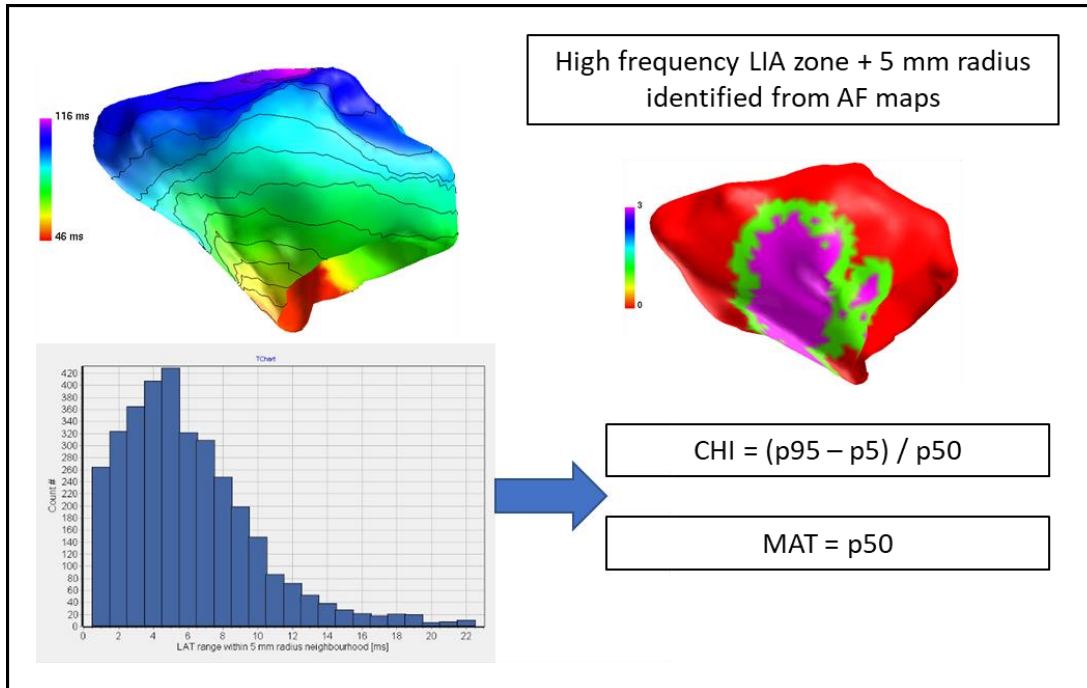 High frequency LIA zone + 5 mm radius
identified from AF maps
116 ms
46 ms
3
0
TChart
Count #
420
400
380
360
340
320
300
280
260
240
220
200
180
160
140
120
100
80
60
40
20
0
0 2 4 6 8 10 12 14 16 18 20 22
LAT range within 5 mm radius neighbourhood [ms]
CHI = (p95 – p5) / p50
MAT = p50